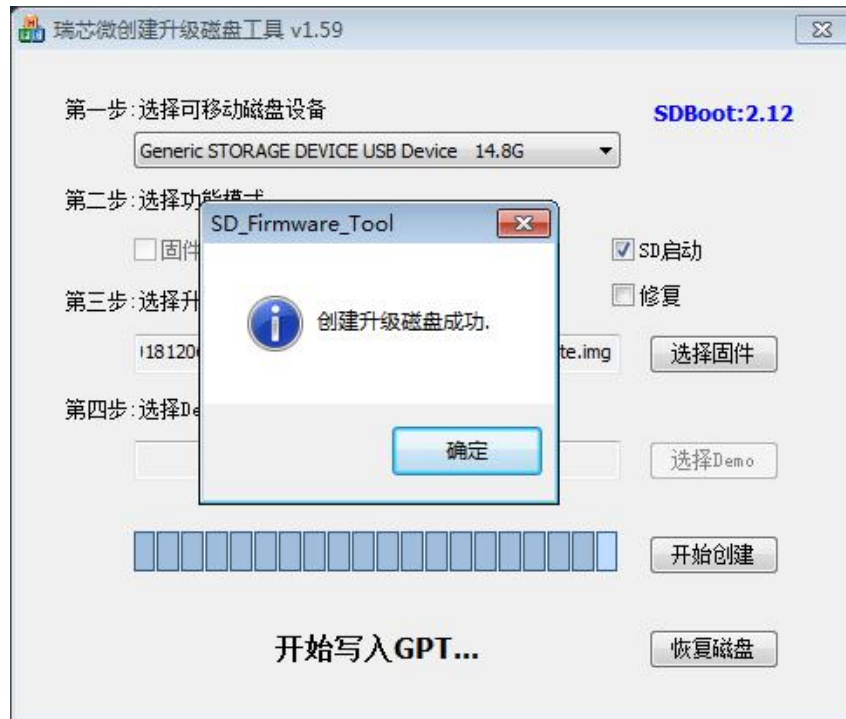 瑞芯微创建升级磁盘工具 v1.59
第一步:选择可移动磁盘设备
SDBoot:2.12
Generic STORAGE DEVICE USB Device 14.8G
第二步:选择功能模式
SD_Firmware_Tool
固件
SD启动
第三步:选择升
修复
创建升级磁盘成功.
te.img
选择固件
第四步:选择De
确定
选择Demo
开始创建
开始写入GPT...
恢复磁盘